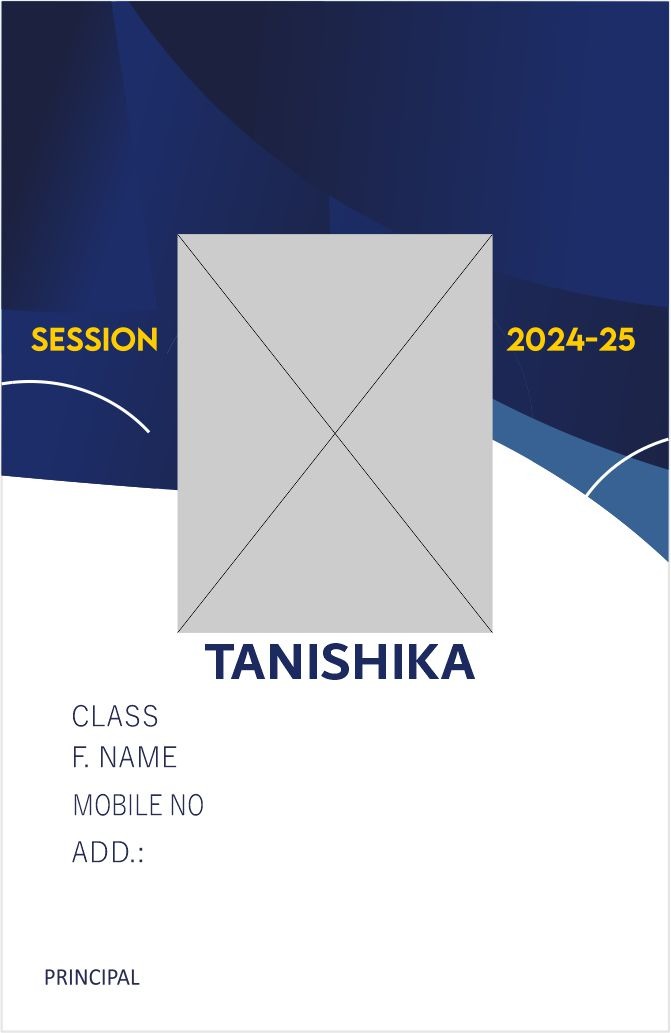 SESSION 2024-25
TANISHIKA
CLASS
F. NAME
MOBILE NO
ADD.:
PRINCIPAL